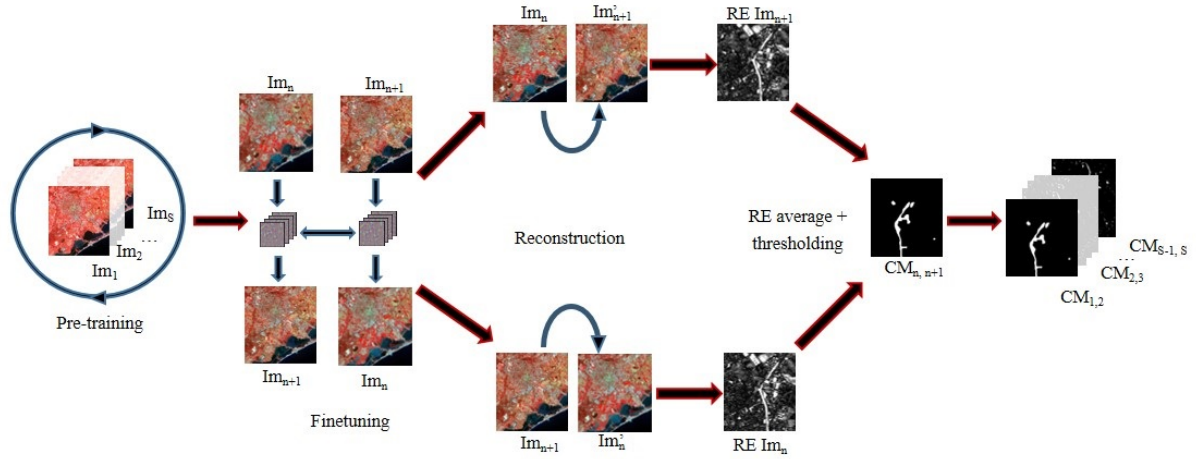 Im_n
Im'_n+1
RE Im_n+1
Im_n
Im_n+1
Im_S
...
Im_2
Im_1
Pre-training
Reconstruction
RE average +
thresholding
CM_n, n+1
CM_S-1, S
...
CM_2,3
CM_1,2
Im_n+1
Im_n
Finetuning
Im_n+1
Im'_n
RE Im_n